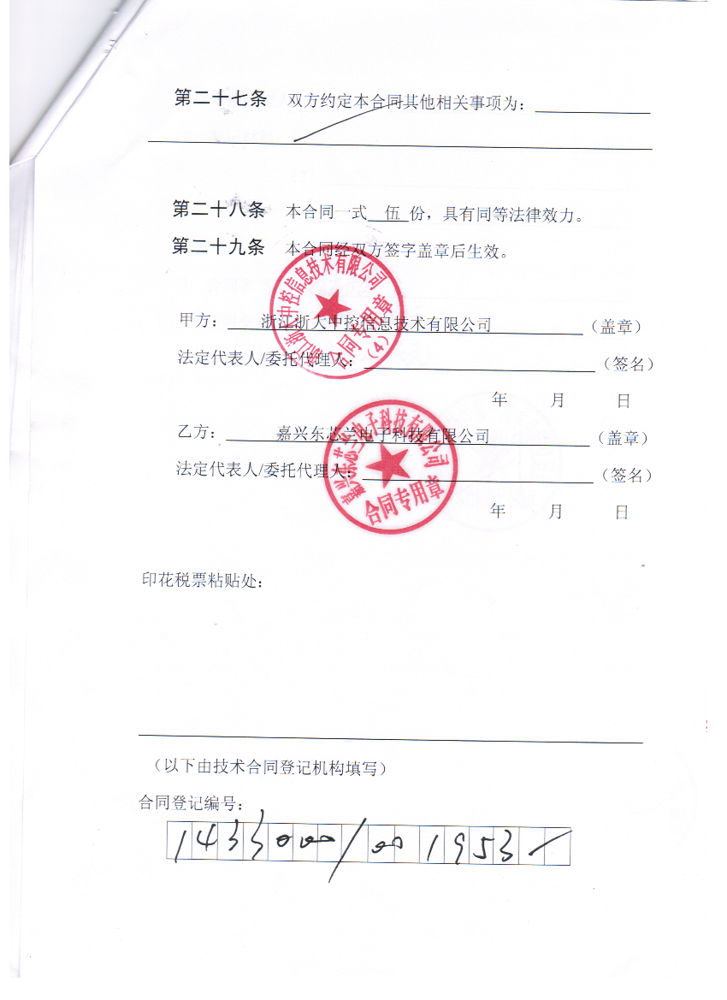 第二十七条 双方约定本合同其他相关事项为：
第二十八条 本合同一式 伍 份，具有同等法律效力。
第二十九条 本合同经双方签字盖章后生效。
浙江浙大中控信息技术有限公司
合同专用章
(4)
甲方： 浙江浙大中控信息技术有限公司 （盖章）
法定代表人/委托代理人： （签名）
年 月 日
嘉兴东芯兰电子科技有限公司
合同专用章
乙方： 嘉兴东芯兰电子科技有限公司 （盖章）
法定代表人/委托代理人： （签名）
年 月 日
印花税票粘贴处：
（以下由技术合同登记机构填写）
合同登记编号：
1433000/001953